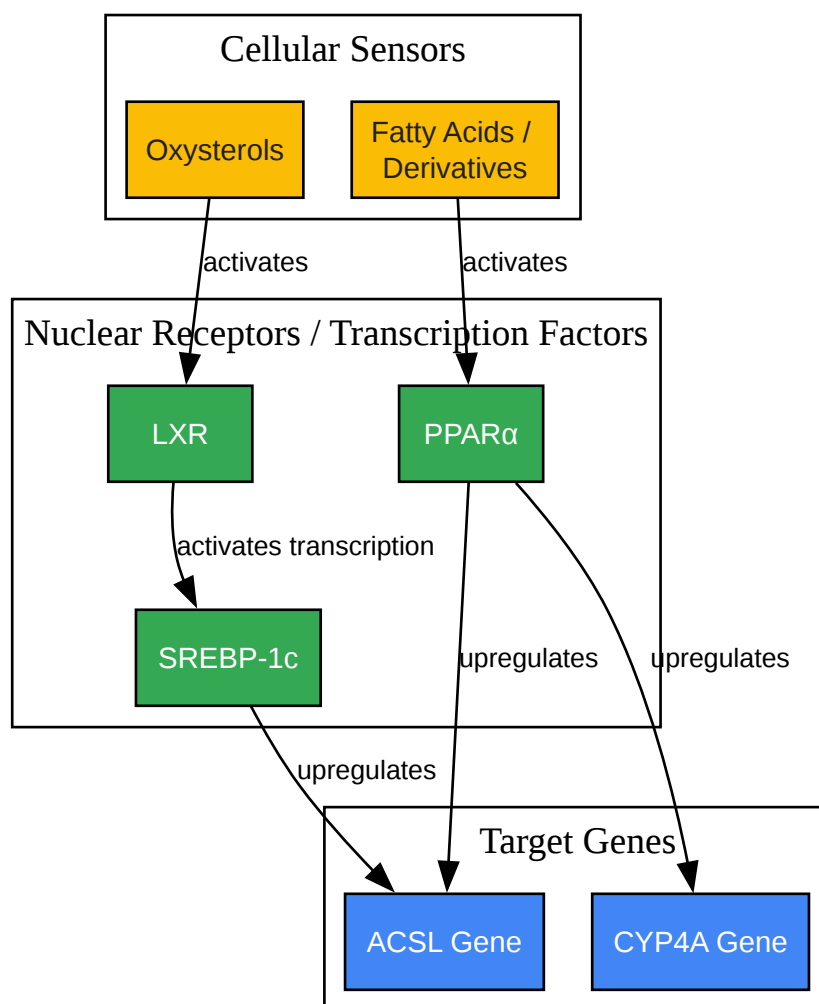 Cellular Sensors
Oxysterols
Fatty Acids /
Derivatives
activates
activates
Nuclear Receptors / Transcription Factors
LXR
PPARα
activates transcription
SREBP-1c
upregulates
upregulates
upregulates
Target Genes
ACSL Gene
CYP4A Gene